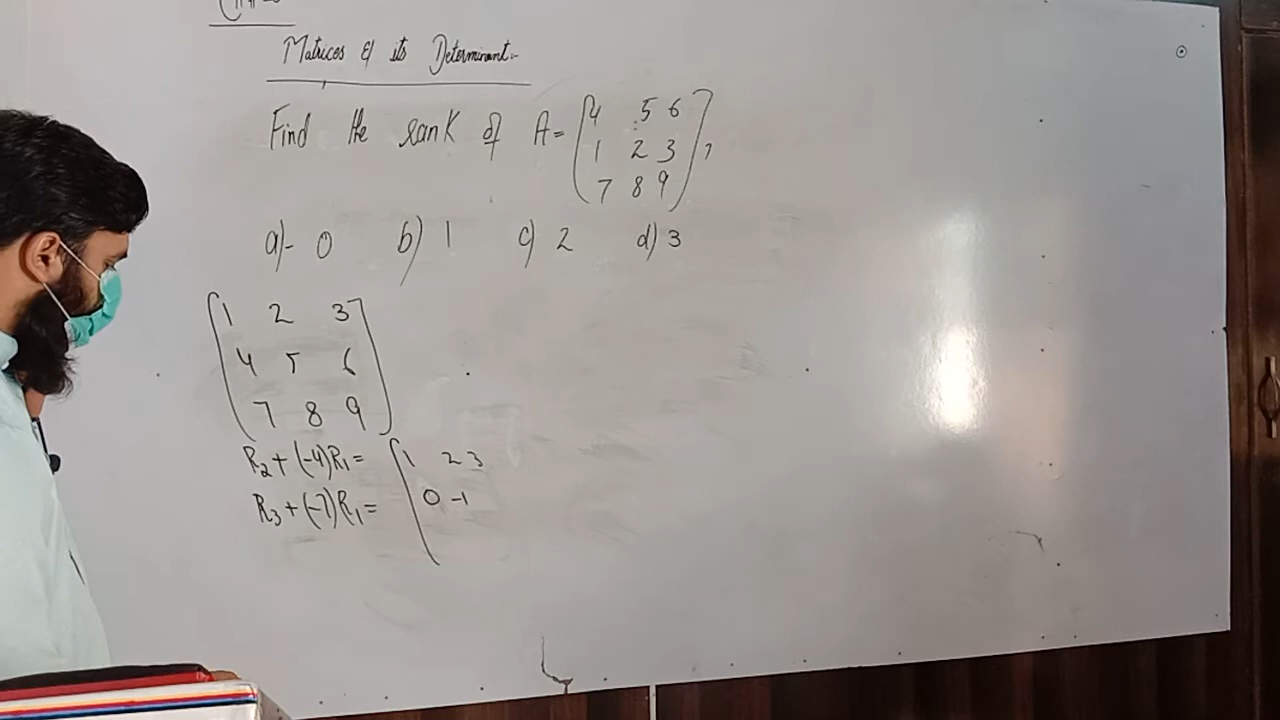 Matrices & its Determinant:-
Find the rank of A = [4 5 6
1 2 3
7 8 9] ,
a)- 0 b) 1 c) 2 d) 3
[1 2 3
4 5 6
7 8 9]
R2 + (-4)R1 = [1 2 3
R3 + (-7)R1 = 0 -1